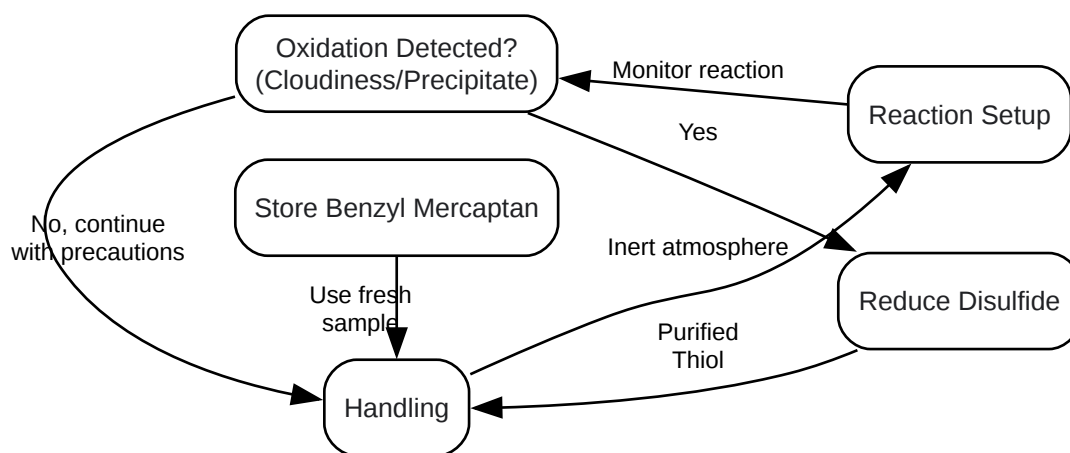 Oxidation Detected?
(Cloudiness/Precipitate)
Monitor reaction
Reaction Setup
Yes
Store Benzyl Mercaptan
No, continue
with precautions
Inert atmosphere
Use fresh
sample
Reduce Disulfide
Purified
Thiol
Handling